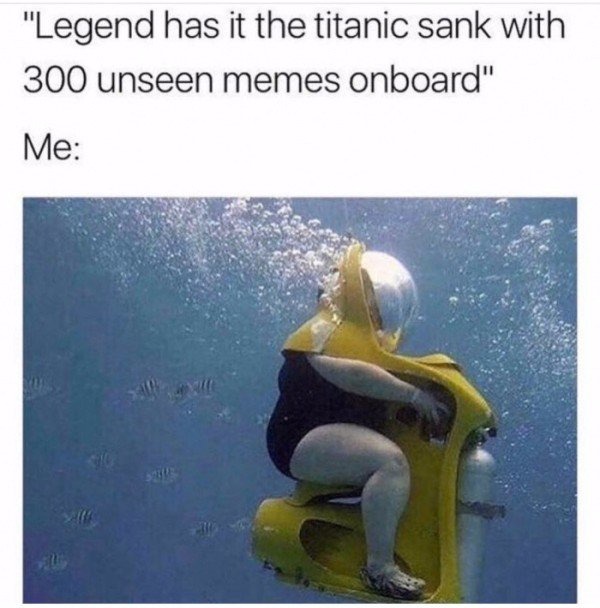 "Legend has it the titanic sank with
300 unseen memes onboard"
Me: